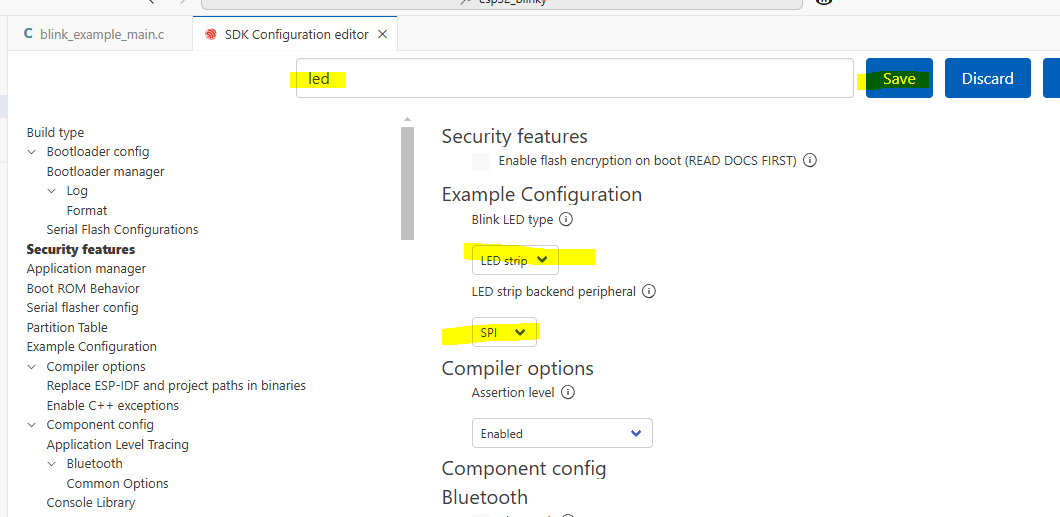 esp32_blinky
C blink_example_main.c
SDK Configuration editor
led
Save
Discard
Build type
Bootloader config
Bootloader manager
Log
Format
Serial Flash Configurations
Security features
Application manager
Boot ROM Behavior
Serial flasher config
Partition Table
Example Configuration
Compiler options
Replace ESP-IDF and project paths in binaries
Enable C++ exceptions
Component config
Application Level Tracing
Bluetooth
Common Options
Console Library
Security features
Enable flash encryption on boot (READ DOCS FIRST)
Example Configuration
Blink LED type
LED strip
LED strip backend peripheral
SPI
Compiler options
Assertion level
Enabled
Component config
Bluetooth